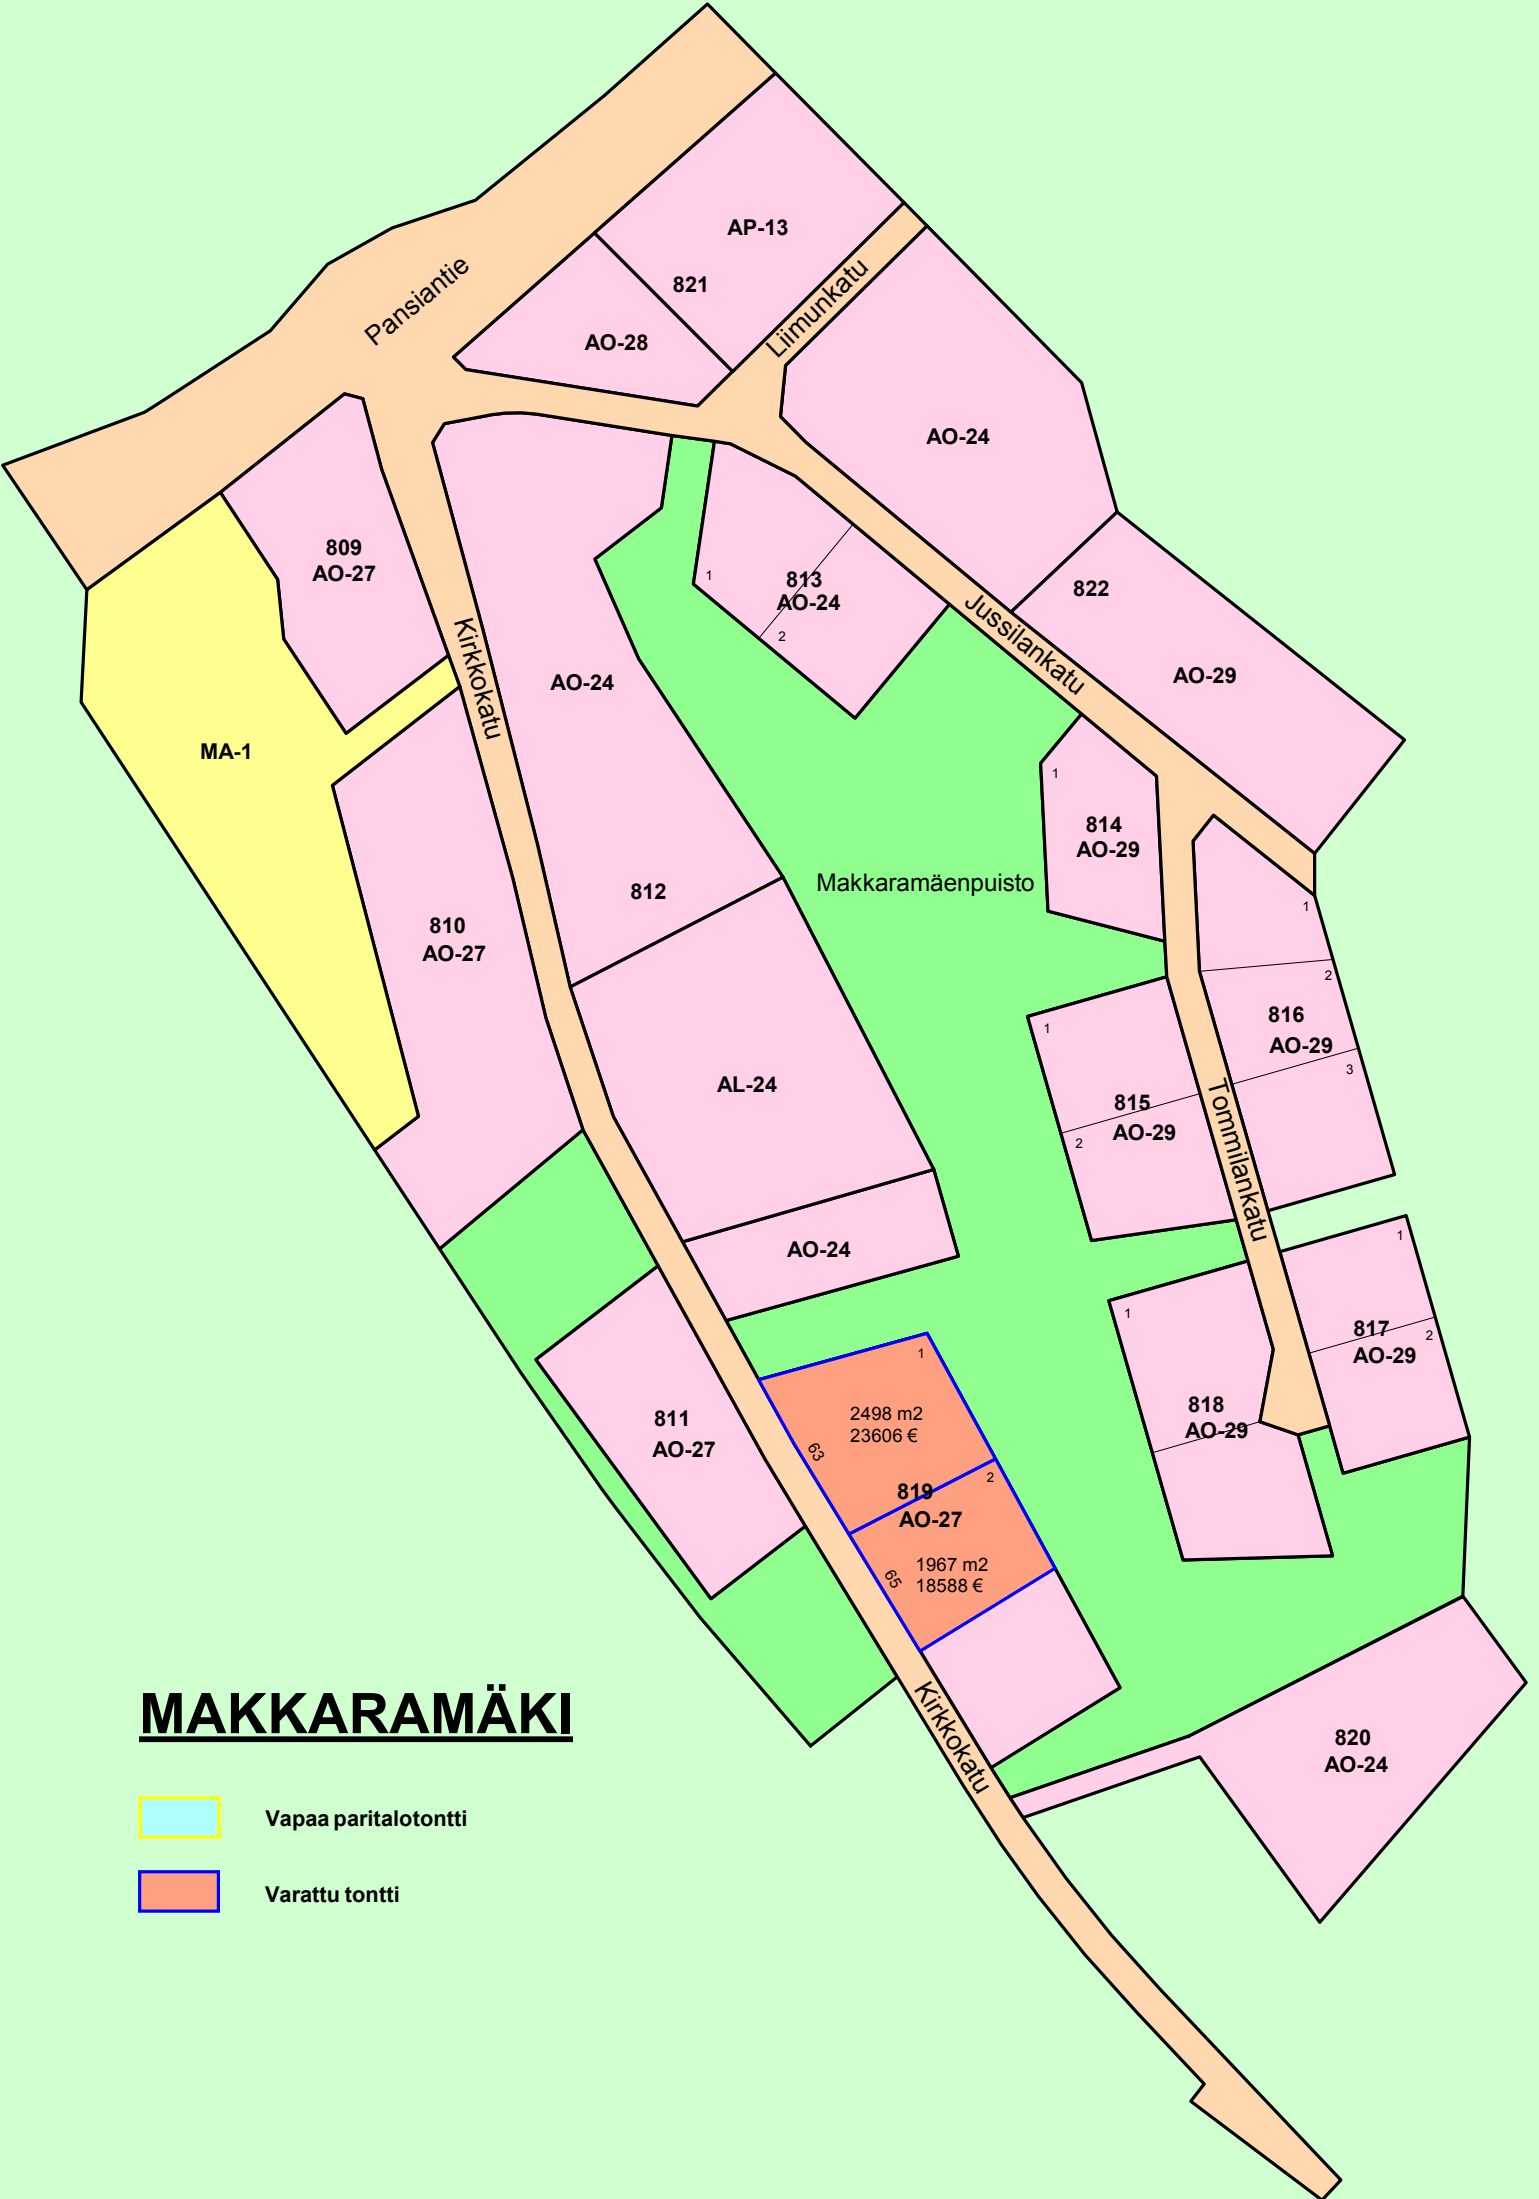 AP-13
821
Pansiantie
Liimunkatu
AO-28
AO-24
809
AO-27
1
813
AO-24
2
822
Jussilankatu
Kirkkokatu
AO-24
AO-29
MA-1
1
814
AO-29
Makkaramäenpuisto
812
1
810
AO-27
2
816
AO-29
1
3
AL-24
815
AO-29
2
Tommilankatu
AO-24
1
1
817
AO-29
2
1
2498 m2
23606 €
63
811
AO-27
818
AO-29
2
819
AO-27
1967 m2
18588 €
65
Kirkkokatu
MAKKARAMÄKI
820
AO-24
Vapaa paritalotontti
Varattu tontti